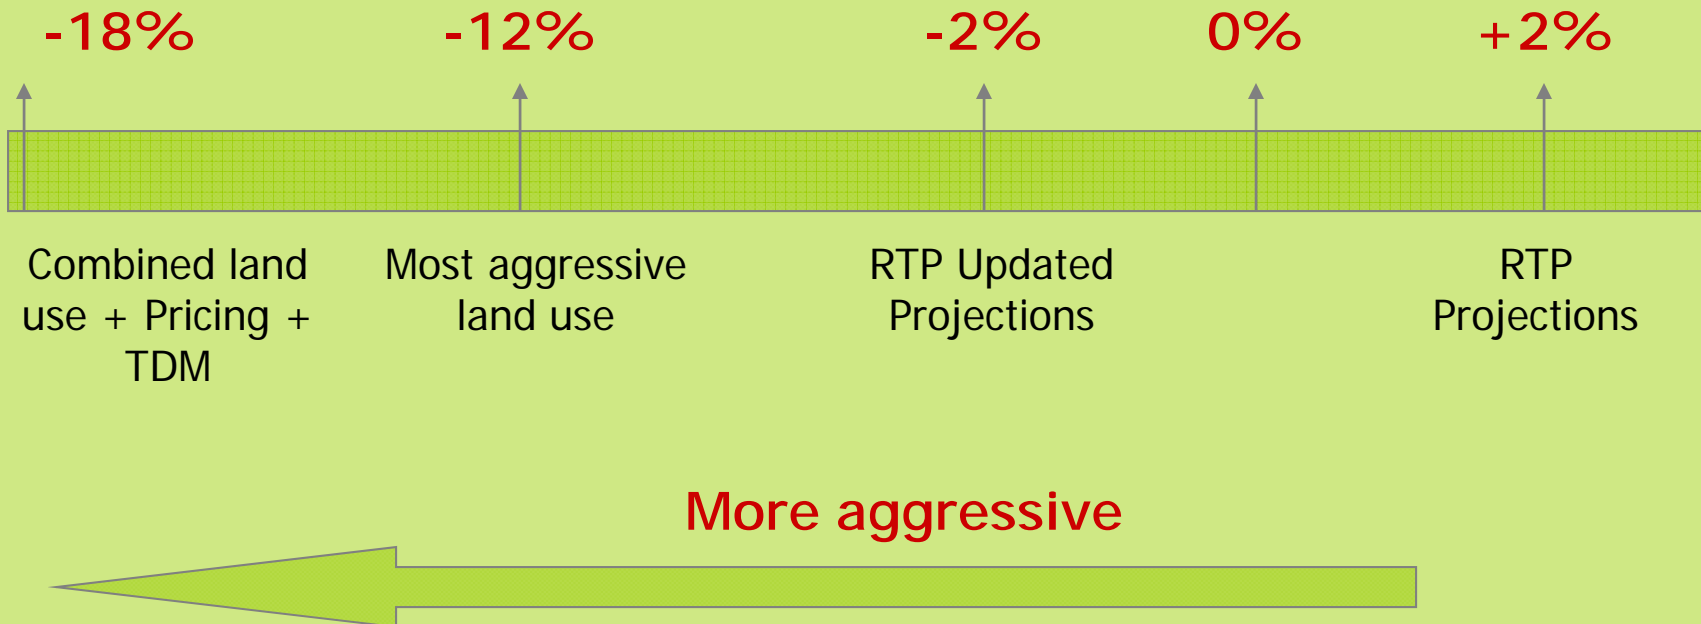 -18% -12% -2% 0% +2%
Combined land
use + Pricing +
TDM
Most aggressive
land use
RTP Updated
Projections
RTP
Projections
More aggressive